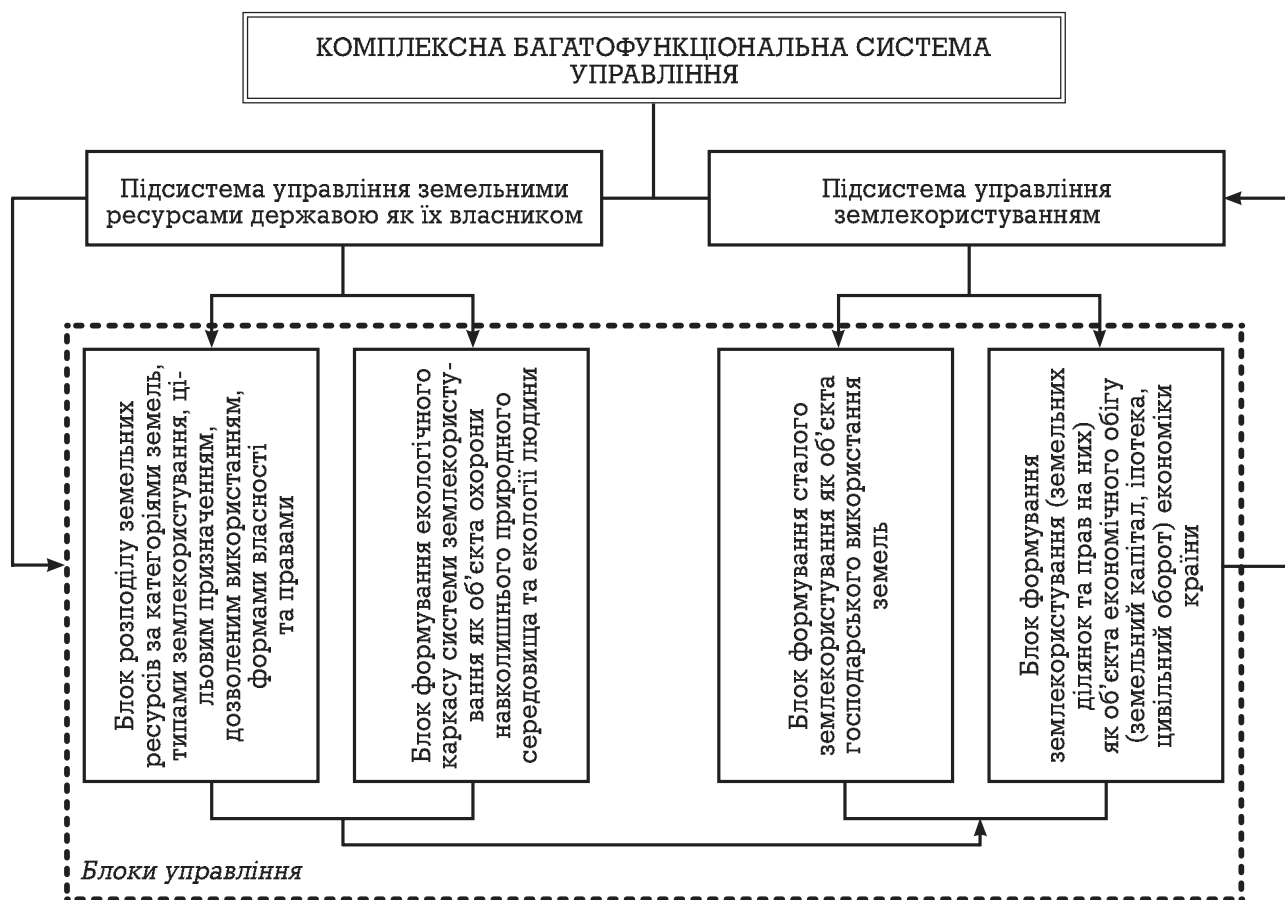 КОМПЛЕКСНА БАГАТОФУНКЦІОНАЛЬНА СИСТЕМА
УПРАВЛІННЯ
Підсистема управління земельними
ресурсами державою як їх власником
Підсистема управління
землекористуванням
Блок розподілу земельних
ресурсів за категоріями земель,
типами землекористування, ці-
льовим призначенням,
дозволеним використанням,
формами власності
та правами
Блок формування екологічного
каркасу системи землекористу-
вання як об’єкта охорони
навколишнього природного
середовища та екології людини
Блок формування сталого
землекористування як об’єкта
господарського використання
земель
Блок формування
землекористування (земельних
ділянок та прав на них)
як об’єкта економічного обігу
(земельний капітал, іпотека,
цивільний оборот) економіки
країни
Блоки управління